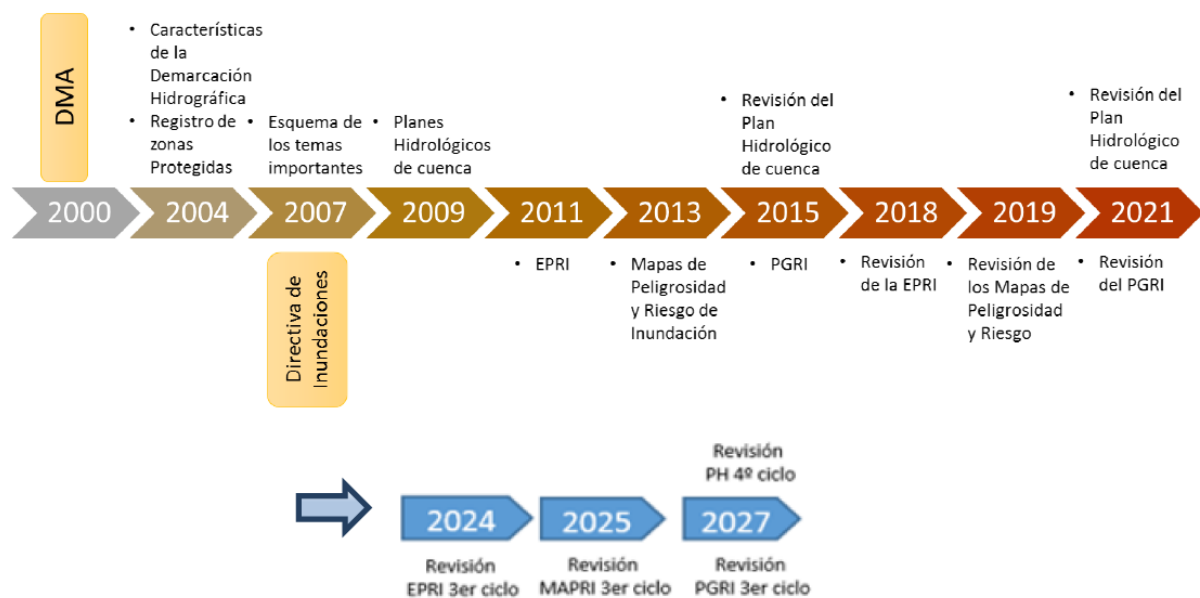 DMA
• Características
de la
Demarcación
Hidrográfica
• Registro de
zonas
Protegidas
• Esquema de
los temas
importantes
• Planes
Hidrológicos
de cuenca
• Revisión del
Plan
Hidrológico
de cuenca
• Revisión del
Plan
Hidrológico
de cuenca
2000
2004
2007
2009
2011
2013
2015
2018
2019
2021
Directiva de
Inundaciones
• EPRI
• Mapas de
Peligrosidad
y Riesgo de
Inundación
• PGRI
• Revisión
de la EPRI
• Revisión de
los Mapas de
Peligrosidad
y Riesgo
• Revisión
del PGRI
Revisión
PH 4º ciclo
2024
2025
2027
Revisión
EPRI 3er ciclo
Revisión
MAPRI 3er ciclo
Revisión
PGRI 3er ciclo